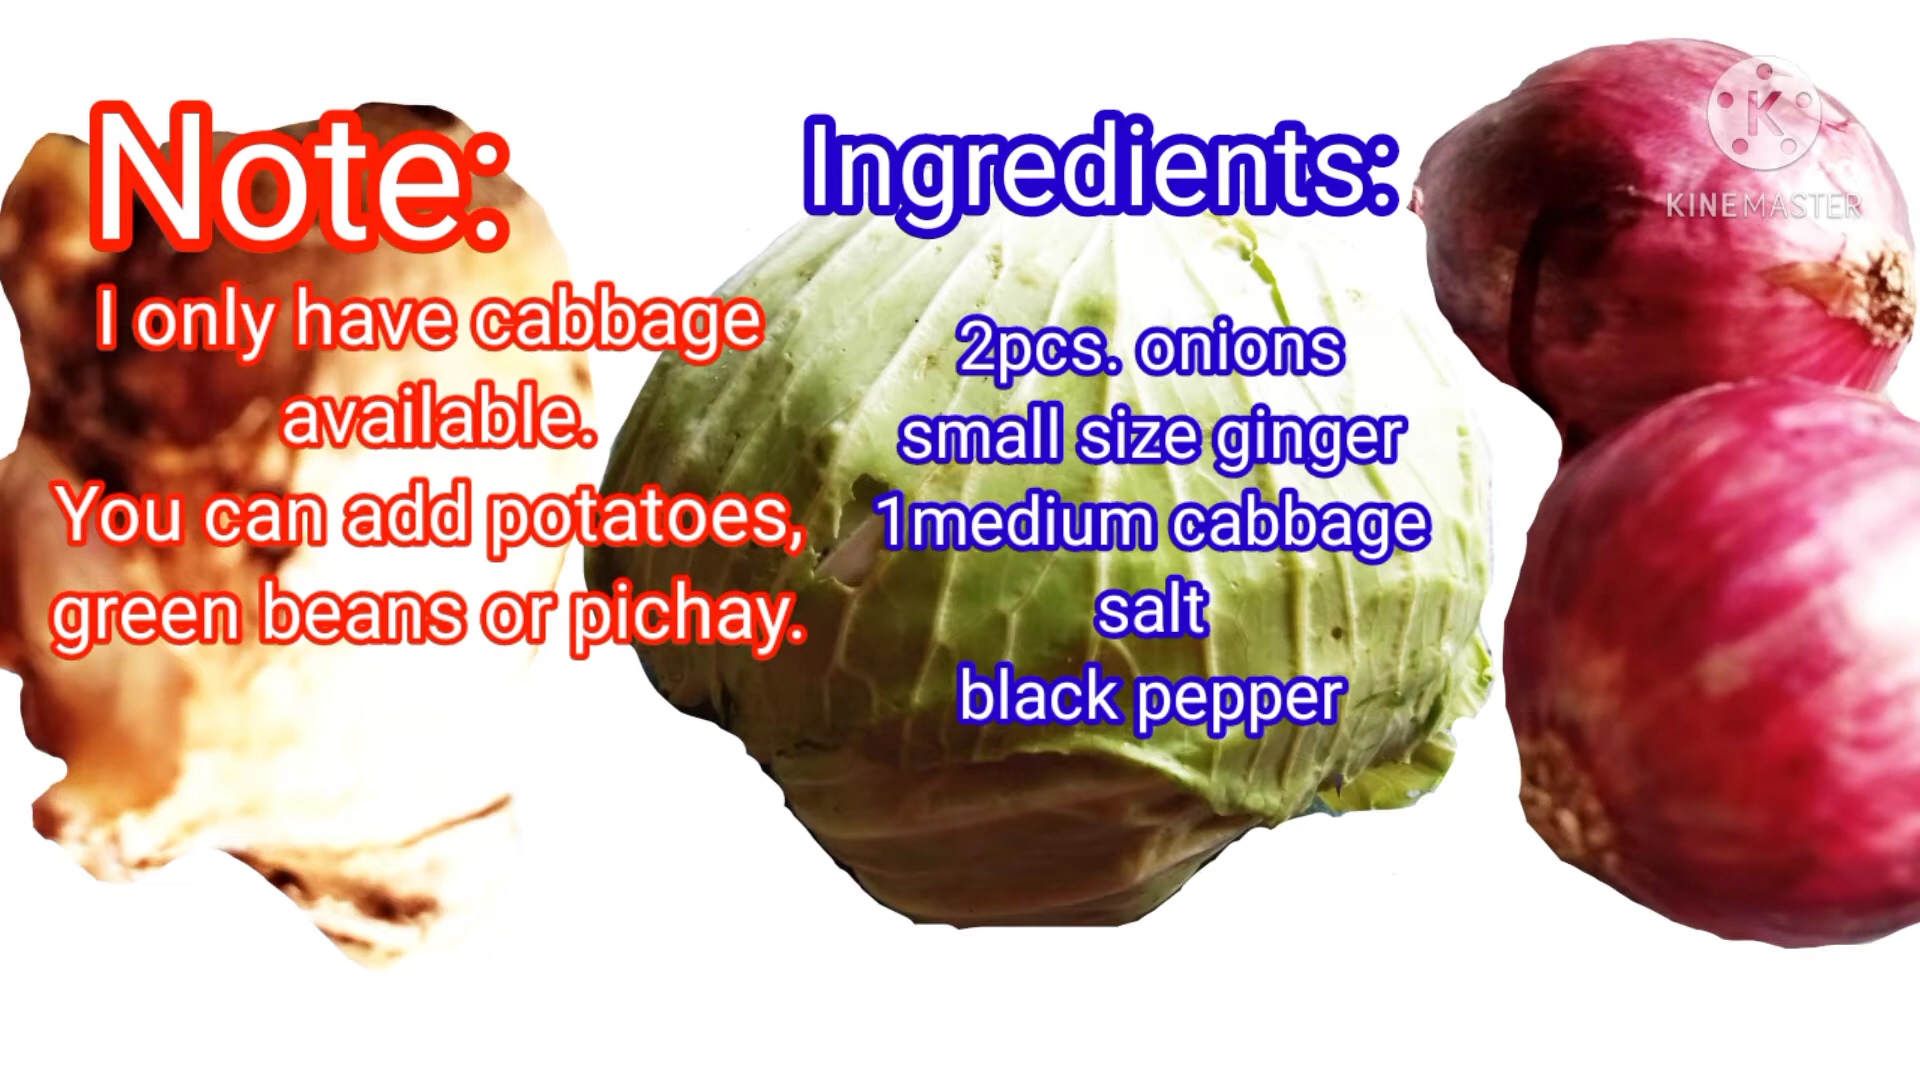 Note:
I only have cabbage
available.
You can add potatoes,
green beans or pichay.
Ingredients:
2pcs. onions
small size ginger
1medium cabbage
salt
black pepper
K
KINEMASTER